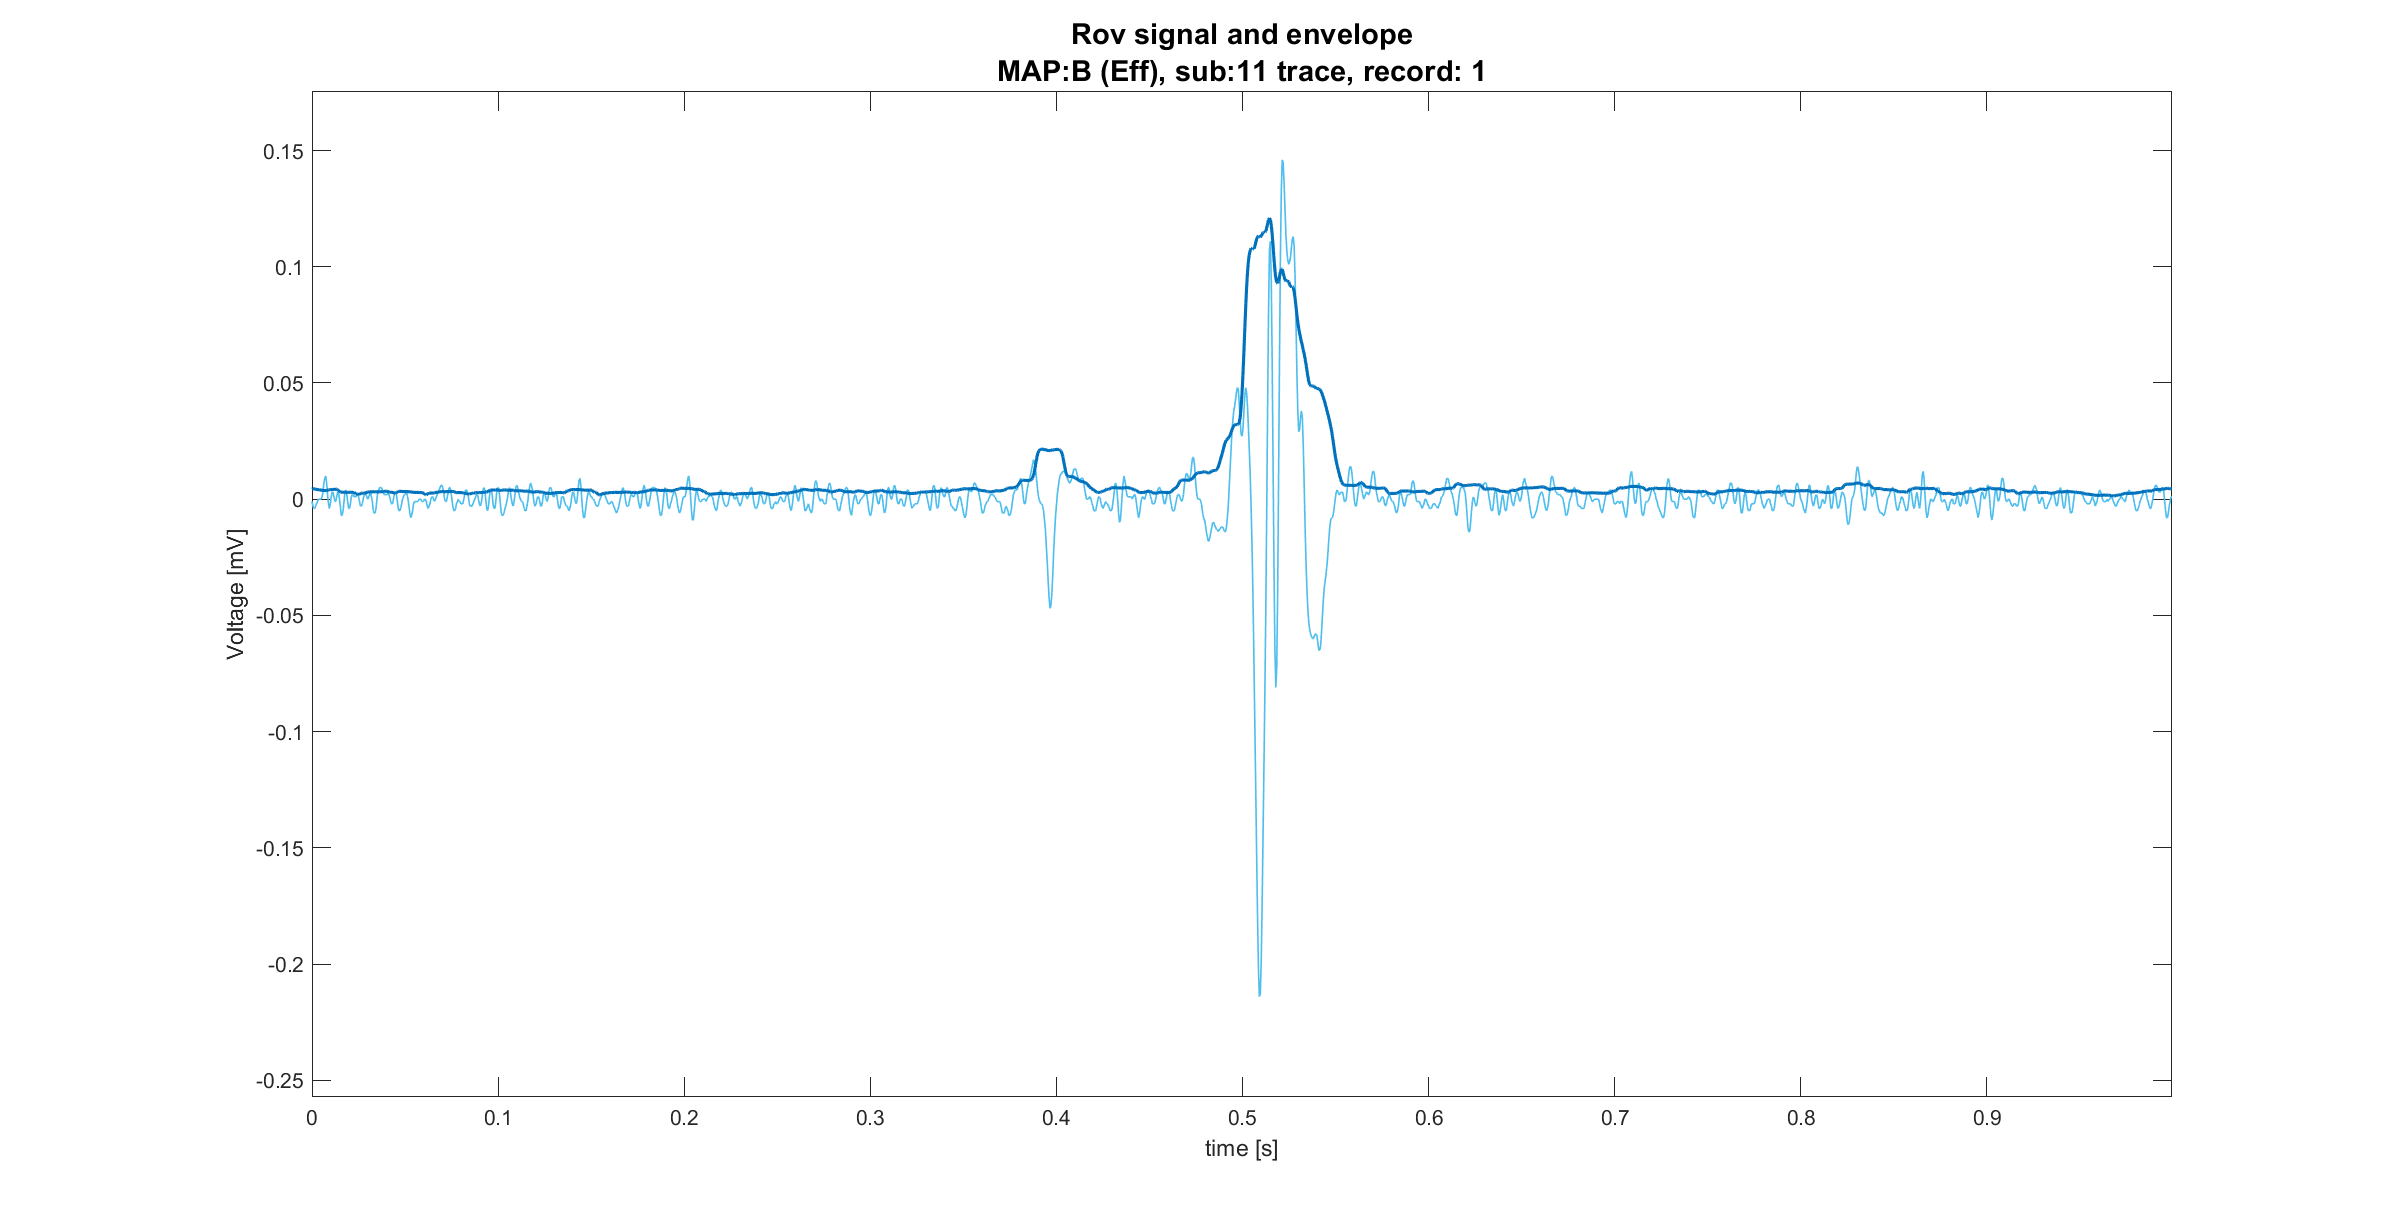 Rov signal and envelope
MAP:B (Eff), sub:11 trace, record: 1
0.15
0.1
0.05
0
-0.05
-0.1
-0.15
-0.2
-0.25
Voltage [mV]
0 0.1 0.2 0.3 0.4 0.5 0.6 0.7 0.8 0.9
time [s]